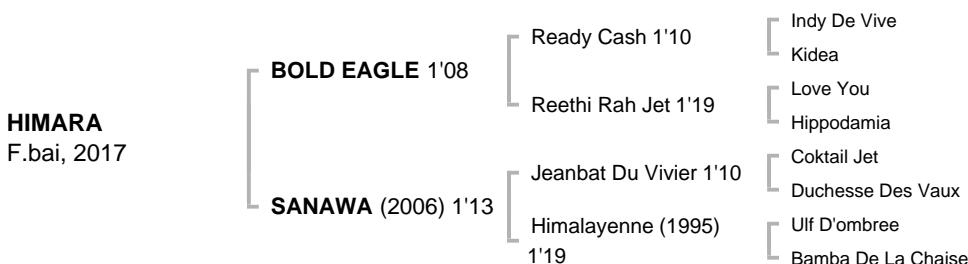 HIMARA
F.bai, 2017
BOLD EAGLE 1'08
SANAWA (2006) 1'13
Ready Cash 1'10
Reethi Rah Jet 1'19
Jeanbat Du Vivier 1'10
Himalayenne (1995)
1'19
Indy De Vive
Kidea
Love You
Hippodamia
Coktail Jet
Duchesse Des Vaux
Ulf D'ombree
Bamba De La Chaise